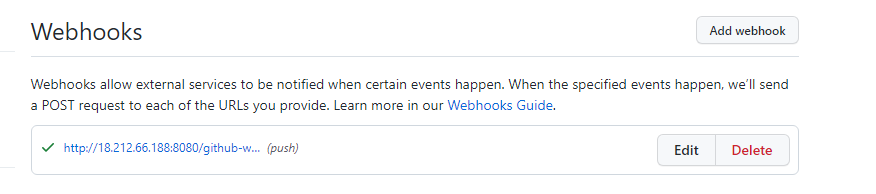 Webhooks
Add webhook
Webhooks allow external services to be notified when certain events happen. When the specified events happen, we'll send
a POST request to each of the URLs you provide. Learn more in our Webhooks Guide.
http://18.212.66.188:8080/github-w... (push)
Edit
Delete